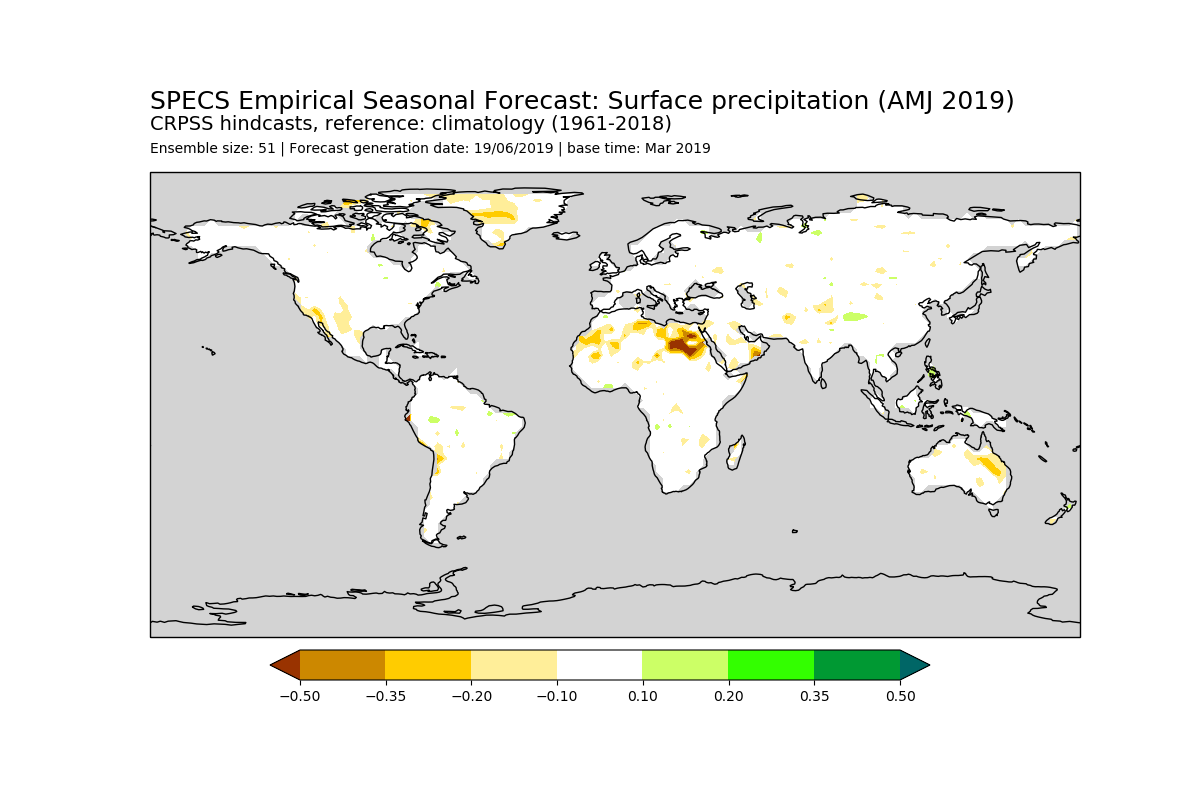 SPECS Empirical Seasonal Forecast: Surface precipitation (AMJ 2019)
CRPSS hindcasts, reference: climatology (1961-2018)
Ensemble size: 51 | Forecast generation date: 19/06/2019 | base time: Mar 2019
−0.50 −0.35 −0.20 −0.10 0.10 0.20 0.35 0.50